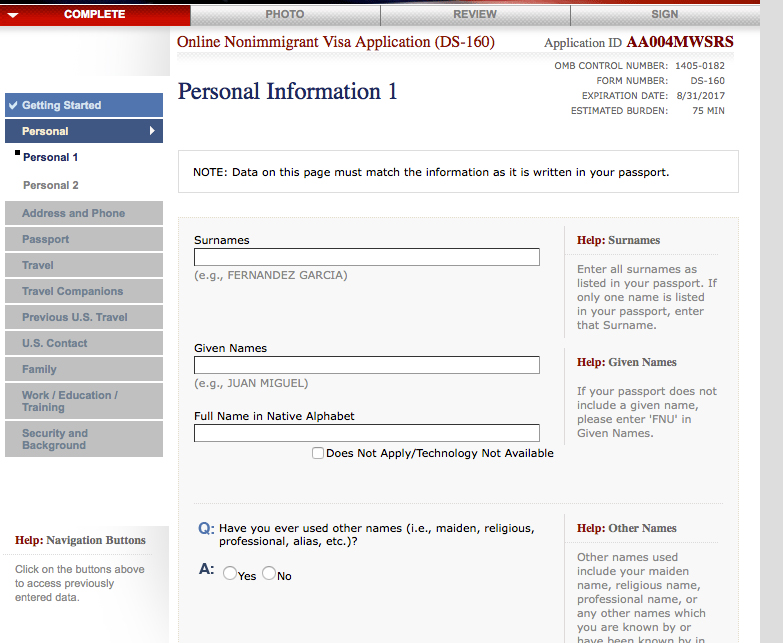 COMPLETE PHOTO REVIEW SIGN
Online Nonimmigrant Visa Application (DS-160)
Application ID AA004MWSRS
OMB CONTROL NUMBER: 1405-0182
FORM NUMBER: DS-160
EXPIRATION DATE: 8/31/2017
ESTIMATED BURDEN: 75 MIN
Personal Information 1
Getting Started
Personal
Personal 1
Personal 2
Address and Phone
Passport
Travel
Travel Companions
Previous U.S. Travel
U.S. Contact
Family
Work / Education /
Training
Security and
Background
Help: Navigation Buttons
Click on the buttons above
to access previously
entered data.
NOTE: Data on this page must match the information as it is written in your passport.
Surnames
(e.g., FERNANDEZ GARCIA)
Help: Surnames
Enter all surnames as
listed in your passport. If
only one name is listed
in your passport, enter
that Surname.
Given Names
(e.g., JUAN MIGUEL)
Help: Given Names
If your passport does not
include a given name,
please enter 'FNU' in
Given Names.
Full Name in Native Alphabet
Does Not Apply/Technology Not Available
Q: Have you ever used other names (i.e., maiden, religious,
professional, alias, etc.)?
A: Yes No
Help: Other Names
Other names used
include your maiden
name, religious name,
professional name, or
any other names which
you are known by or
have been known by in